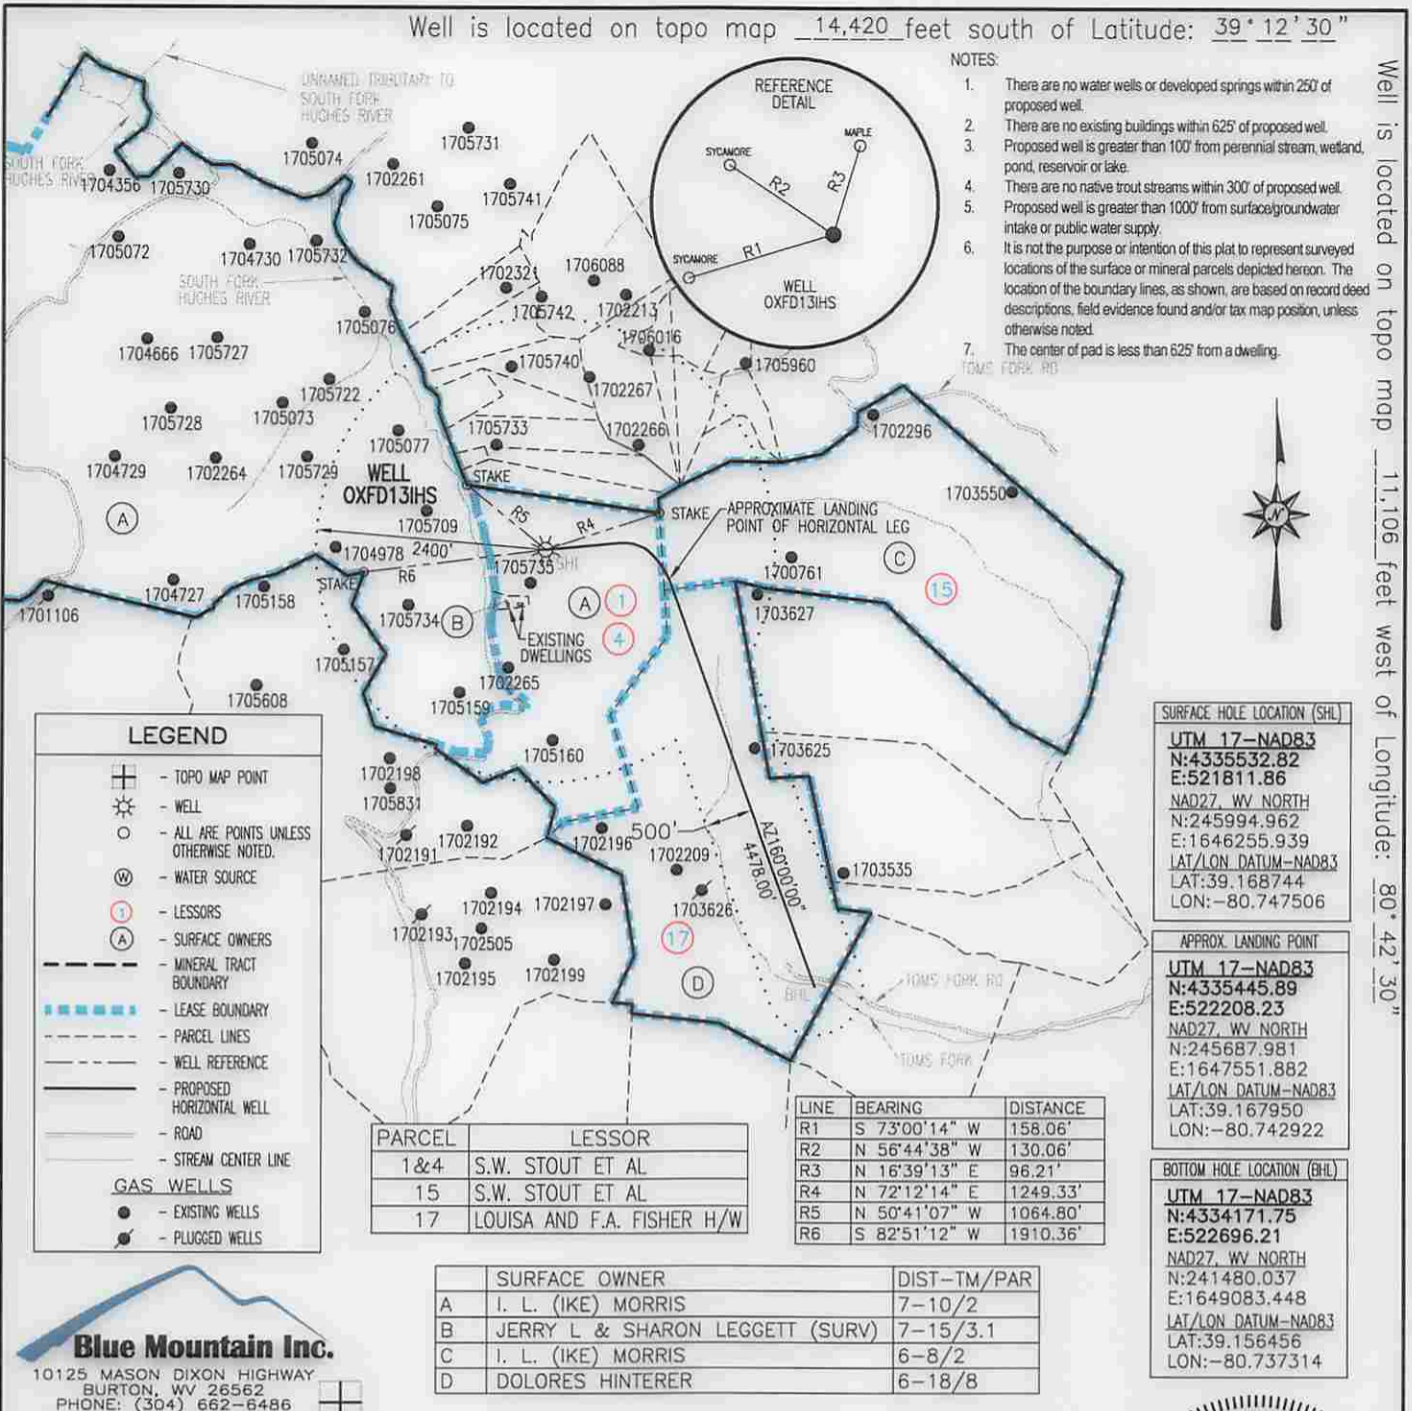 Well is located on topo map 14,420 feet south of Latitude: 39° 12' 30"
Well is located on topo map 11,106 feet west of Longitude: 80° 42' 30"
NOTES:
1. There are no water wells or developed springs within 250' of
proposed well.
2. There are no existing buildings within 625' of proposed well.
3. Proposed well is greater than 100' from perennial stream, wetland,
pond, reservoir or lake.
4. There are no native trout streams within 300' of proposed well.
5. Proposed well is greater than 1000' from surface/groundwater
intake or public water supply.
6. It is not the purpose or intention of this plat to represent surveyed
locations of the surface or mineral parcels depicted hereon. The
location of the boundary lines, as shown, are based on record deed
descriptions, field evidence found and/or tax map position, unless
otherwise noted.
7. The center of pad is less than 625' from a dwelling.
REFERENCE
DETAIL
MAPLE
SYCAMORE
R2
R3
SYCAMORE
R1
WELL
OXFD13IHS
UNNAMED TRIBUTARY TO
SOUTH FORK
HUGHES RIVER
SOUTH FORK
HUGHES RIVER
1705731
1705074
1702261
1704356
1705730
1705741
1705075
1705072
1704730
1705732
SOUTH FORK
HUGHES RIVER
1702321
1706088
1705742
1702213
1705076
1706016
1704666
1705727
1705740
1705960
TOMS FORK RD
1705722
1702267
1705728
1705073
1705077
1705733
1702266
1702296
1704729
1702264
1705729
WELL
OXFD13IHS
STAKE
1703550
1705709
R5
R4
STAKE
APPROXIMATE LANDING
POINT OF HORIZONTAL LEG
A
1704978
2400'
SHL
C
STAKE
R6
1705735
1700761
15
1704727
1705158
1701106
1705734
B
A
1
4
1703627
EXISTING
DWELLINGS
1705157
1702265
1705608
1705159
1705160
1703625
1702198
1705831
1702191
1702192
1702196
500'
AZ160°00'00"
4478.00'
1702209
1703535
1702194
1702197
1703626
1702193
1702505
17
1702195
1702199
D
BHL
TOMS FORK RD
TOMS FORK
LEGEND
- TOPO MAP POINT
- WELL
- ALL ARE POINTS UNLESS
OTHERWISE NOTED.
W - WATER SOURCE
1 - LESSORS
A - SURFACE OWNERS
- MINERAL TRACT
BOUNDARY
- LEASE BOUNDARY
- PARCEL LINES
- WELL REFERENCE
- PROPOSED
HORIZONTAL WELL
- ROAD
- STREAM CENTER LINE
GAS WELLS
- EXISTING WELLS
- PLUGGED WELLS
N
SURFACE HOLE LOCATION (SHL)
UTM 17-NAD83
N:4335532.82
E:521811.86
NAD27, WV NORTH
N:245994.962
E:1646255.939
LAT/LON DATUM-NAD83
LAT:39.168744
LON:-80.747506
APPROX. LANDING POINT
UTM 17-NAD83
N:4335445.89
E:522208.23
NAD27, WV NORTH
N:245687.981
E:1647551.882
LAT/LON DATUM-NAD83
LAT:39.167950
LON:-80.742922
BOTTOM HOLE LOCATION (BHL)
UTM 17-NAD83
N:4334171.75
E:522696.21
NAD27, WV NORTH
N:241480.037
E:1649083.448
LAT/LON DATUM-NAD83
LAT:39.156456
LON:-80.737314
PARCEL LESSOR
1&4 S.W. STOUT ET AL
15 S.W. STOUT ET AL
17 LOUISA AND F.A. FISHER H/W
LINE BEARING DISTANCE
R1 S 73°00'14" W 158.06'
R2 N 56°44'38" W 130.06'
R3 N 16°39'13" E 96.21'
R4 N 72°12'14" E 1249.33'
R5 N 50°41'07" W 1064.80'
R6 S 82°51'12" W 1910.36'
SURFACE OWNER DIST-TM/PAR
A I. L. (IKE) MORRIS 7-10/2
B JERRY L & SHARON LEGGETT (SURV) 7-15/3.1
C I. L. (IKE) MORRIS 6-8/2
D DOLORES HINTERER 6-18/8
Blue Mountain Inc.
10125 MASON DIXON HIGHWAY
BURTON, WV 26562
PHONE: (304) 662-6486